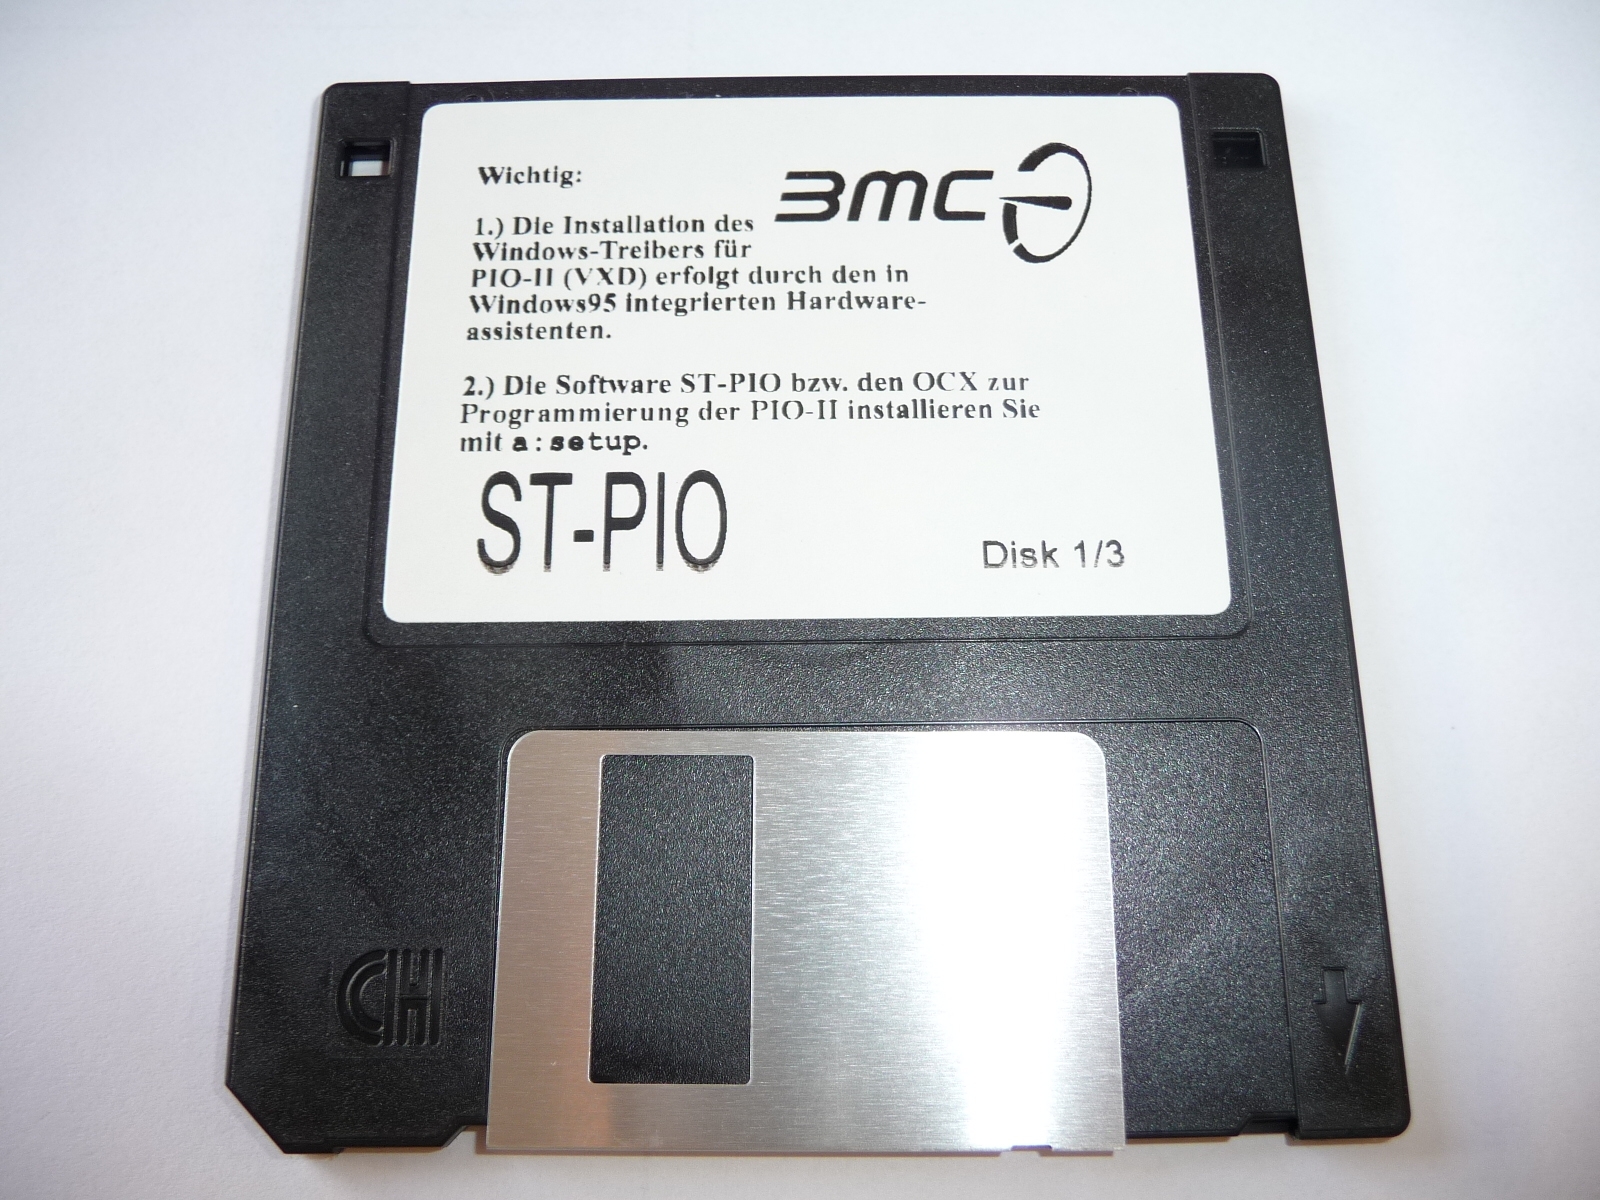 Wichtig:
BMC
1.) Die Installation des
Windows-Treibers für
PIO-II (VXD) erfolgt durch den in
Windows95 integrierten Hardware-
assistenten.
2.) Die Software ST-PIO bzw. den OCX zur
Programmierung der PIO-II installieren Sie
mit a:setup.
ST-PIO
Disk 1/3
CH